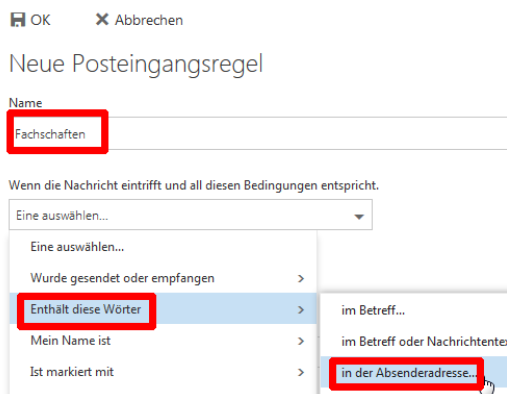 OK Abbrechen
Neue Posteingangsregel
Name
Fachschaften
Wenn die Nachricht eintrifft und all diesen Bedingungen entspricht.
Eine auswählen...
Eine auswählen...
Wurde gesendet oder empfangen
Enthält diese Wörter
im Betreff...
Mein Name ist
im Betreff oder Nachrichtentex
Ist markiert mit
in der Absenderadresse...